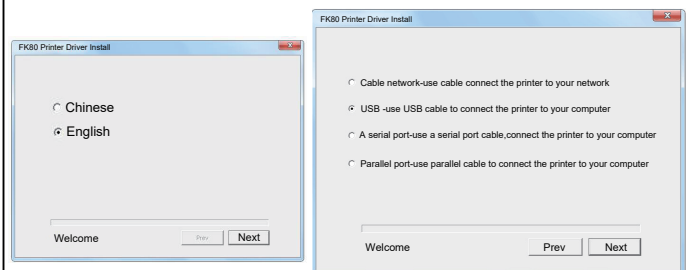 FK80 Printer Driver Install
Chinese
English
Welcome
Prev
Next
FK80 Printer Driver Install
Cable network-use cable connect the printer to your network
USB -use USB cable to connect the printer to your computer
A serial port-use a serial port cable,connect the printer to your computer
Parallel port-use parallel cable to connect the printer to your computer
Welcome
Prev
Next